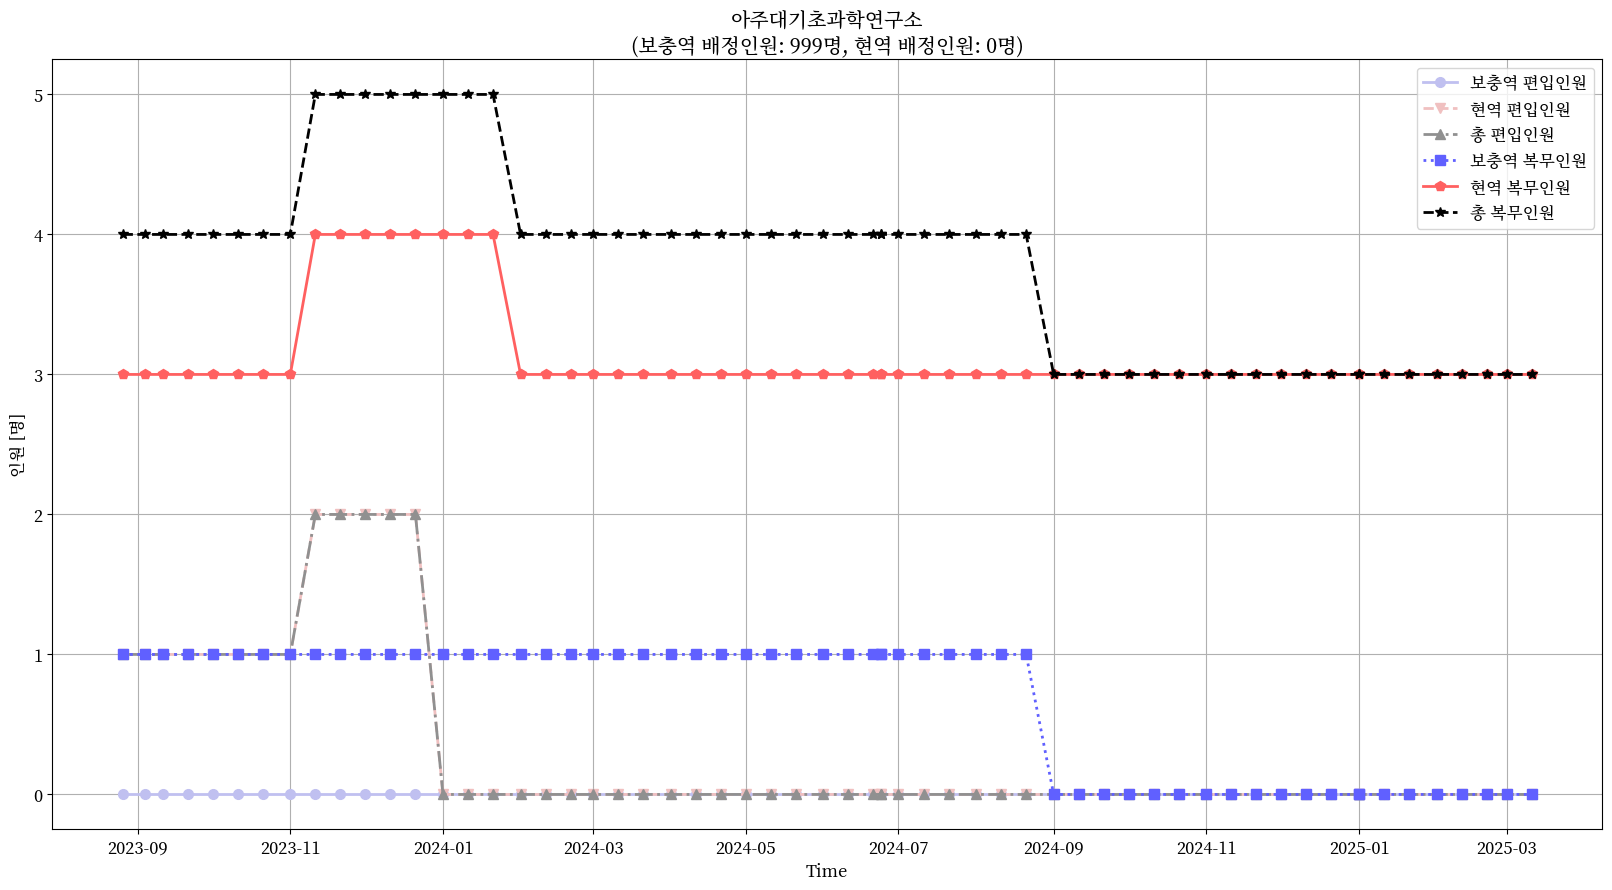 아주대기초과학연구소
(보충역 배정인원: 999명, 현역 배정인원: 0명)
보충역 편입인원
현역 편입인원
총 편입인원
보충역 복무인원
현역 복무인원
총 복무인원
인원 [명]
5
4
3
2
1
0
2023-09
2023-11
2024-01
2024-03
2024-05
2024-07
2024-09
2024-11
2025-01
2025-03
Time